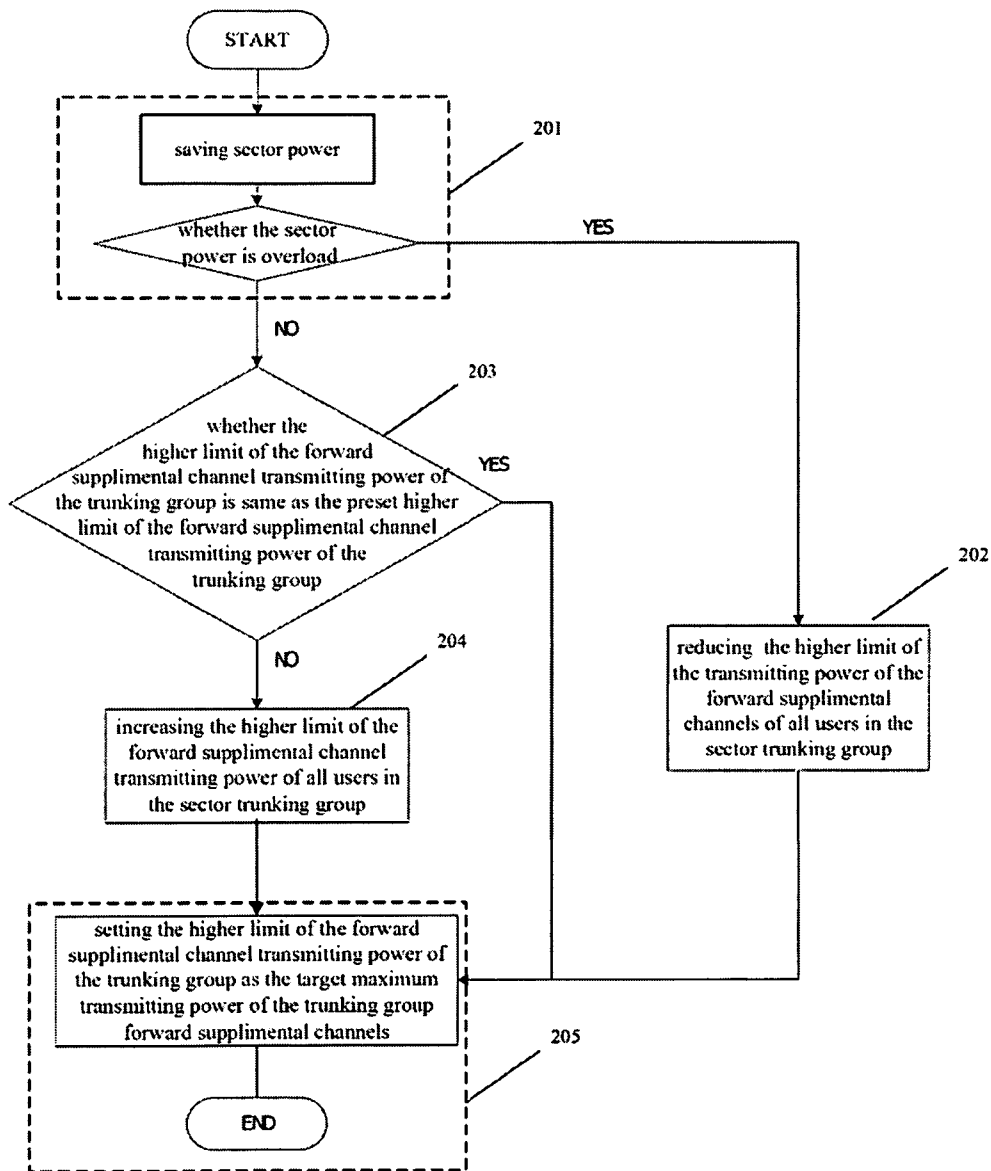 START
saving sector power
201
whether the sector
power is overload
YES
NO
203
whether the
higher limit of the forward
supplimental channel transmitting power of
the trunking group is same as the preset higher
limit of the forward supplimental channel
transmitting power of the
trunking group
YES
202
reducing the higher limit of
the transmitting power of the
forward supplimental
channels of all users in the
sector trunking group
NO
204
increasing the higher limit of the
forward supplimental channel
transmitting power of all users in
the sector trunking group
setting the higher limit of the forward
supplimental channel transmitting power of
the trunking group as the target maximum
transmitting power of the trunking group
forward supplimental channels
205
END